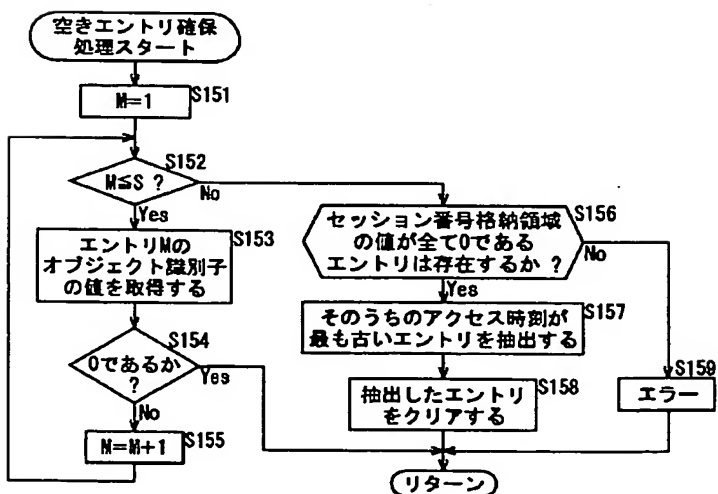 空きエントリ確保
処理スタート
M=1
S151
M≦S ?
S152
No
Yes
エントリMの
オブジェクト識別子
の値を取得する
S153
0であるか
?
S154
Yes
No
M=M+1
S155
セッション番号格納領域
の値が全て0である
エントリは存在するか ?
S156
No
Yes
そのうちのアクセス時刻が
最も古いエントリを抽出する
S157
抽出したエントリ
をクリアする
S158
エラー
S159
リターン